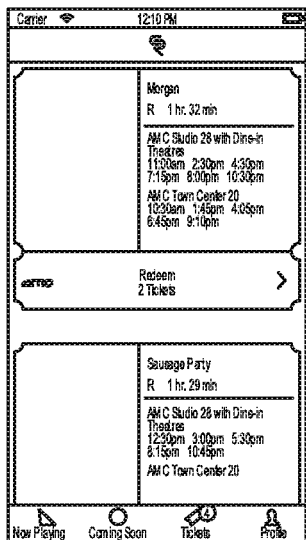 Carrier 12:10 PM
Morgan
R 1 hr. 32 min
AMC Studio 28 with Dine-in
Theatres
11:00am 2:30pm 4:30pm
7:15pm 8:00pm 10:30pm
AMC Town Center 20
10:30am 1:45pm 4:05pm
6:45pm 9:10pm
amc
Redeem
2 Tickets
Sausage Party
R 1 hr. 29 min
AMC Studio 28 with Dine-in
Theatres
12:30pm 3:00pm 5:30pm
8:15pm 10:45pm
AMC Town Center 20
4
Now Playing Coming Soon Tickets Profile